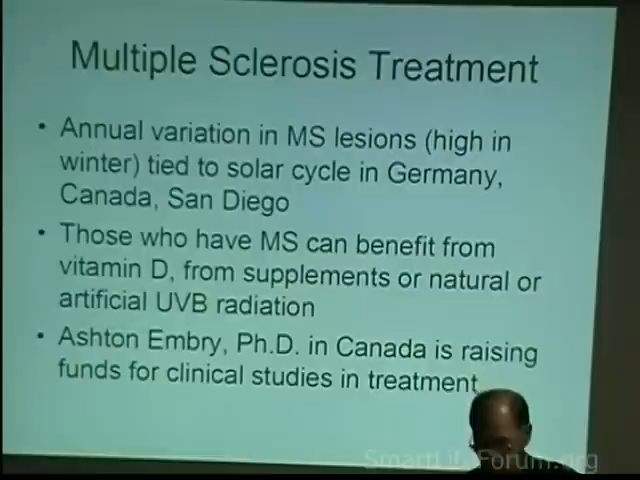 Multiple Sclerosis Treatment
• Annual variation in MS lesions (high in
winter) tied to solar cycle in Germany,
Canada, San Diego
• Those who have MS can benefit from
vitamin D, from supplements or natural or
artificial UVB radiation
• Ashton Embry, Ph.D. in Canada is raising
funds for clinical studies in treatment
SmartLifeForum.org